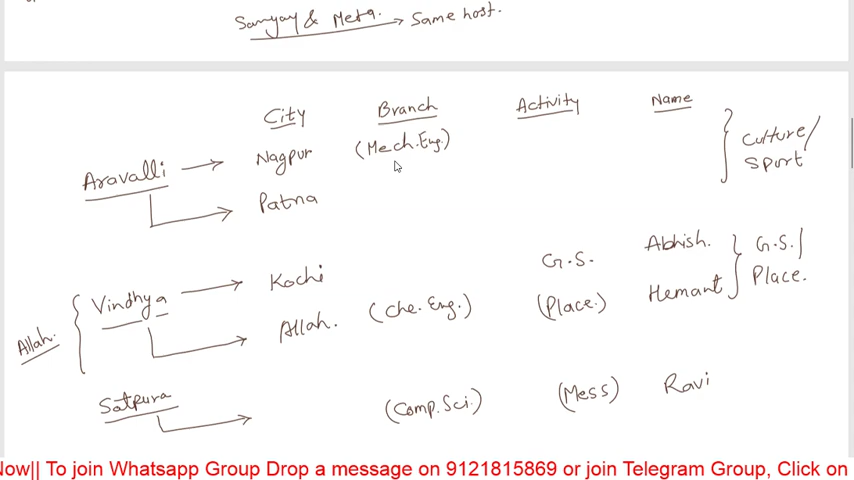 Sanjay & Meta. → Same host.
City Branch Activity Name
Aravalli → Nagpur (Mech. Eng.) } Culture/
Sport
Patna
Abhish. } G.S./
Kochi G.S.
Vindhya → Hemant Place.
Allah. { Allah. (Che. Eng.) (Place.)
Satpura → (Comp. Sci.) (Mess) Ravi
Now|| To join Whatsapp Group Drop a message on 9121815869 or join Telegram Group, Click on